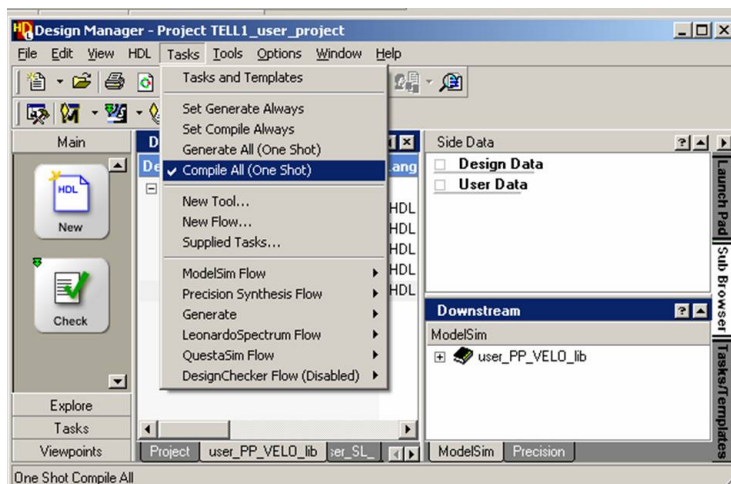 Design Manager - Project TELL1_user_project
File Edit View HDL Tasks Tools Options Window Help
Tasks and Templates
Set Generate Always
Set Compile Always
Generate All (One Shot)
Compile All (One Shot)
New Tool...
New Flow...
Supplied Tasks...
ModelSim Flow
Precision Synthesis Flow
Generate
LeonardoSpectrum Flow
QuestaSim Flow
DesignChecker Flow (Disabled)
Main
HDL
New
Check
Explore
Tasks
Viewpoints
D
De
ang
HDL
HDL
HDL
HDL
HDL
Project user_PP_VELO_lib ser_SL_
Side Data
Design Data
User Data
Downstream
ModelSim
user_PP_VELO_lib
ModelSim Precision
Launch Pad
Sub Browser
Tasks/Templates
One Shot Compile All